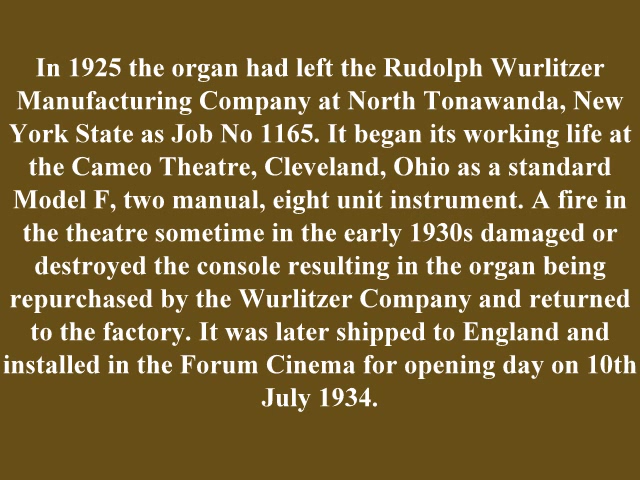 In 1925 the organ had left the Rudolph Wurlitzer
Manufacturing Company at North Tonawanda, New
York State as Job No 1165. It began its working life at
the Cameo Theatre, Cleveland, Ohio as a standard
Model F, two manual, eight unit instrument. A fire in
the theatre sometime in the early 1930s damaged or
destroyed the console resulting in the organ being
repurchased by the Wurlitzer Company and returned
to the factory. It was later shipped to England and
installed in the Forum Cinema for opening day on 10th
July 1934.